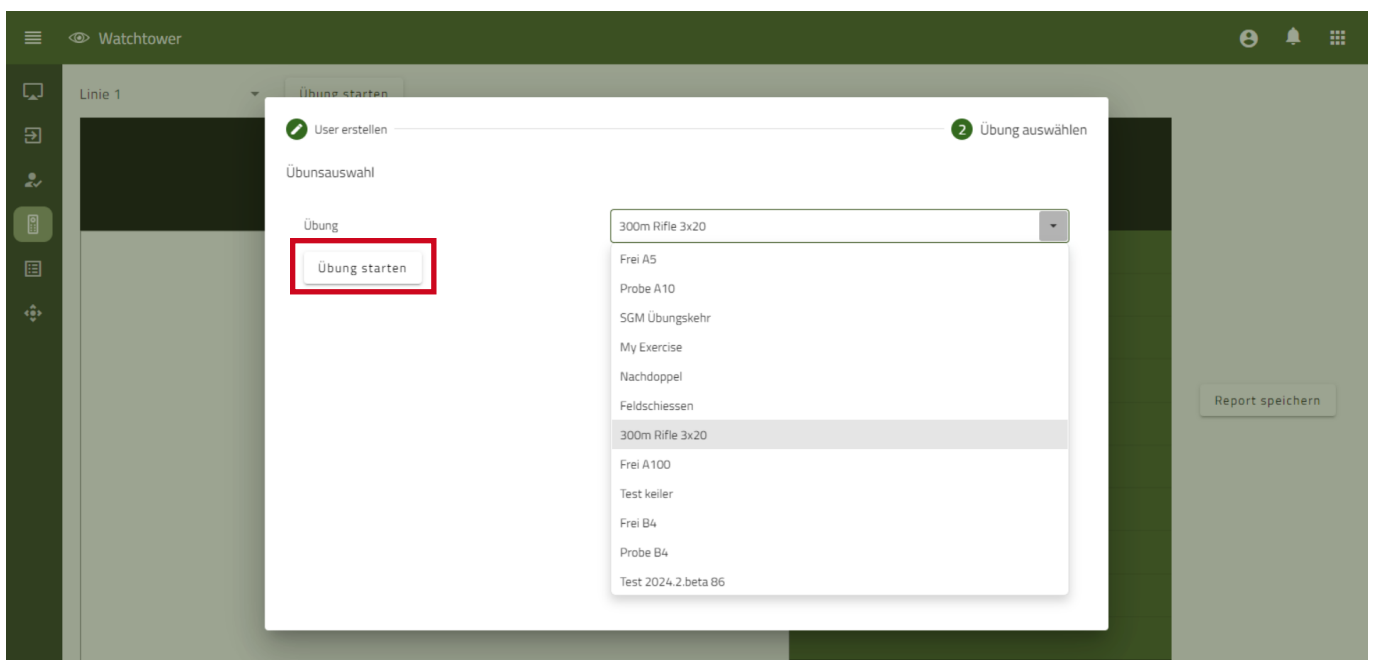 Watchtower
Linie 1
Übung starten
User erstellen
2 Übung auswählen
Übunsauswahl
Übung
300m Rifle 3x20
Übung starten
Frei A5
Probe A10
SGM Übungskehr
My Exercise
Nachdoppel
Feldschiessen
300m Rifle 3x20
Frei A100
Test keiler
Frei B4
Probe B4
Test 2024.2.beta 86
Report speichern